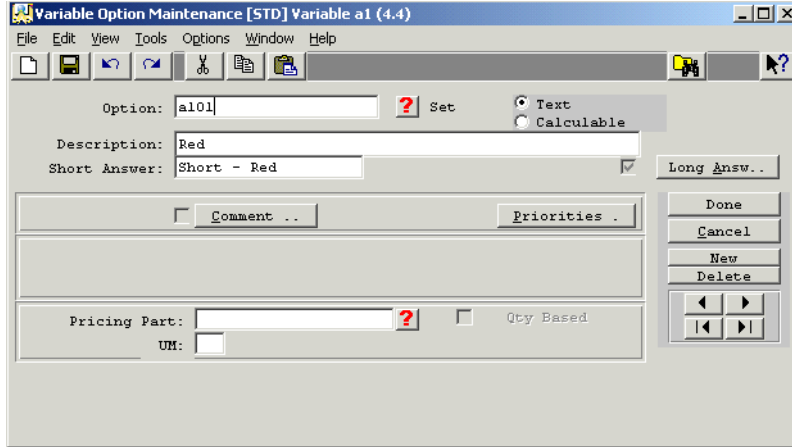 Variable Option Maintenance [STD] Variable a1 (4.4)
File Edit View Tools Options Window Help
Option: a101 ? Set Text
Calculable
Description: Red
Short Answer: Short - Red Long Answ..
Comment .. Priorities . Done
Cancel
New
Delete
Pricing Part: ? Qty Based
UM: